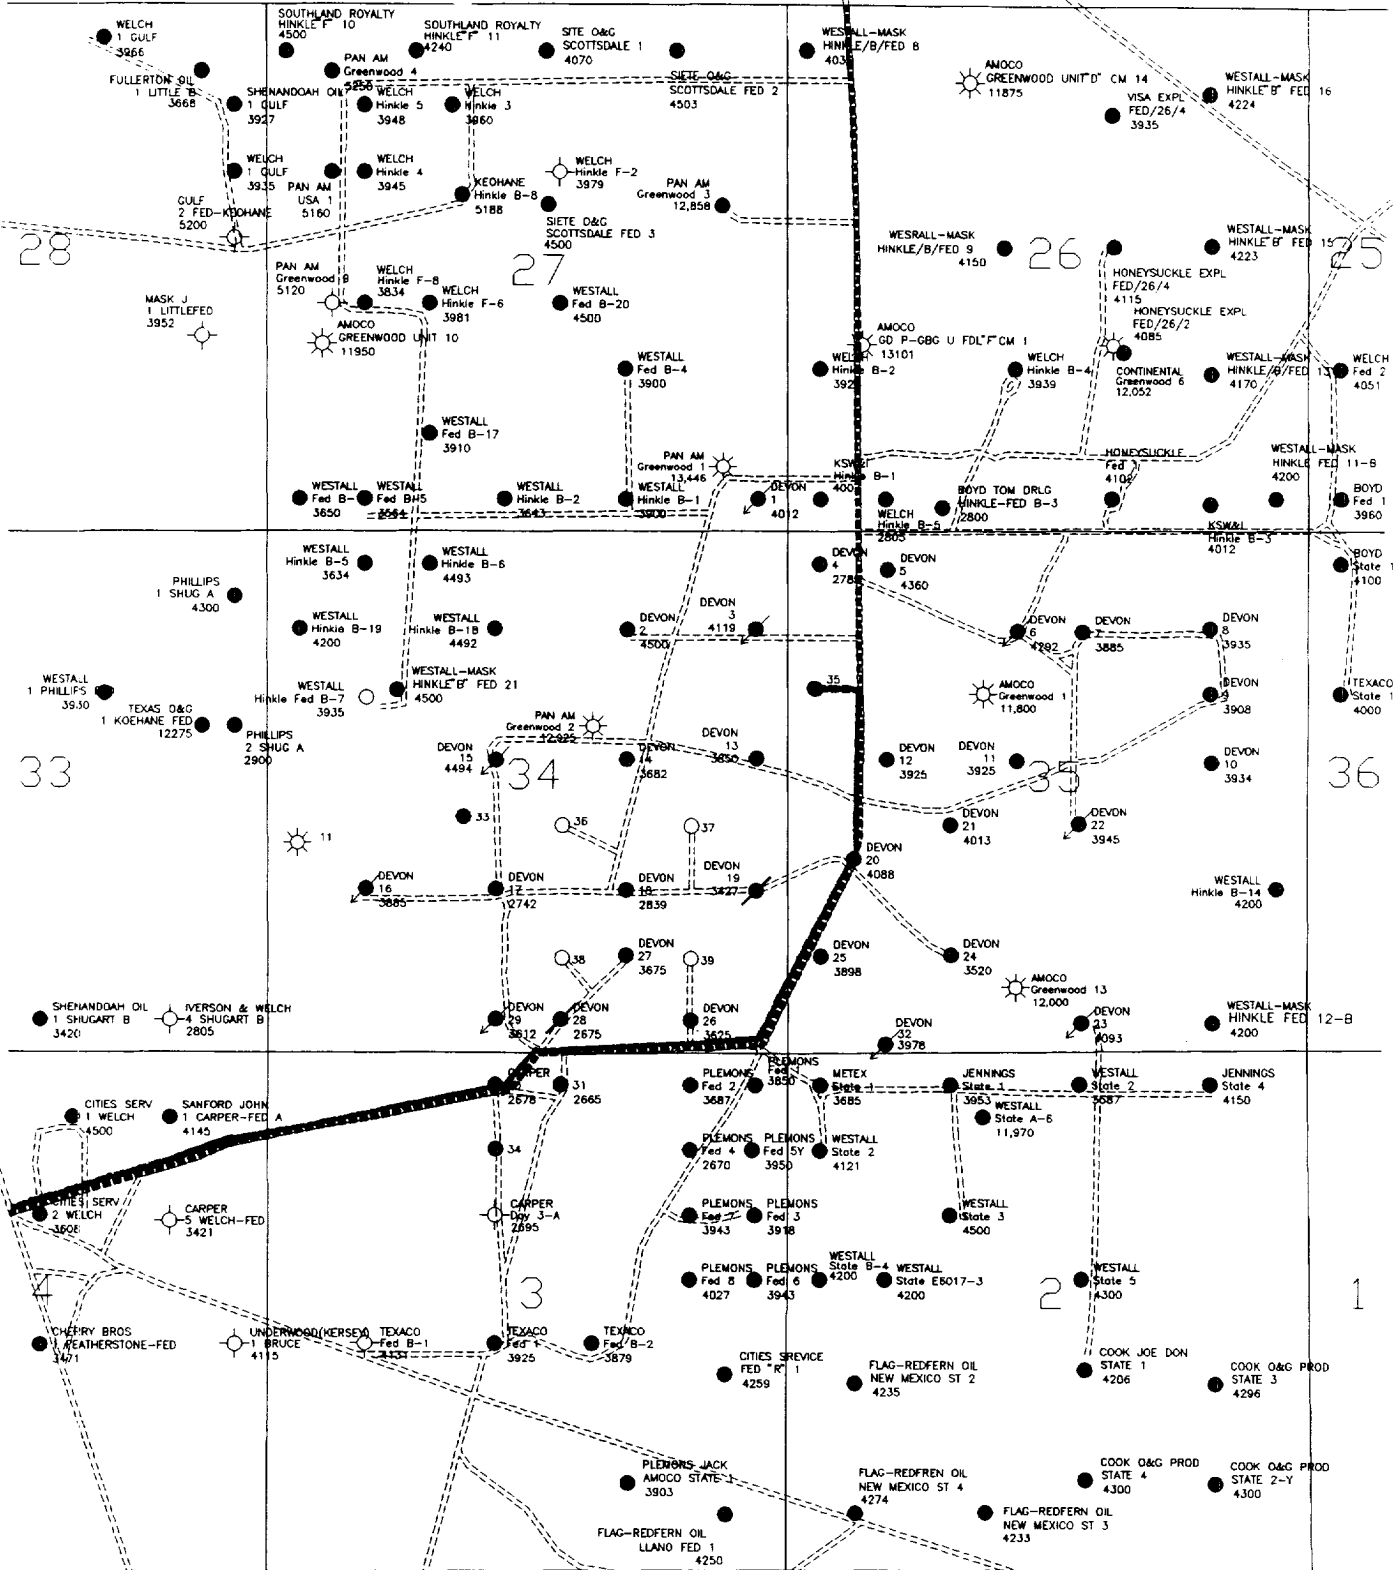 WELCH
1 GULF
3966
SOUTHLAND ROYALTY
HINKLE"F" 10
4500
SOUTHLAND ROYALTY
HINKLE"F" 11
4240
SITE O&G
SCOTTSDALE 1
4070
SIETE O&G
SCOTTSDALE FED 2
4503
WESTALL-MASK
HINKLE/B/FED 8
AMOCO
GREENWOOD UNIT"D" CM 14
11875
WESTALL-MASK
HINKLE"B" FED 16
4224
VISA EXPL
FED/26/4
3935
FULLERTON OIL
1 LITTLE B
3668
PAN AM
Greenwood 4
5256
SHENANDOAH OIL
1 GULF
3927
WELCH
Hinkle 5
3948
WELCH
Hinkle 3
3960
WELCH
1 GULF
3935
PAN AM
USA 1
5160
WELCH
Hinkle 4
3945
KEOHANE
Hinkle B-8
5188
WELCH
Hinkle F-2
3979
SIETE O&G
SCOTTSDALE FED 3
4500
PAN AM
Greenwood 3
12,858
GULF
2 FED-KEOHANE
5200
WESRALL-MASK
HINKLE/B/FED 9
4150
WESTALL-MASK
HINKLE"B" FED 15
4223
28
27
26
25
HONEYSUCKLE EXPL
FED/26/4
4115
HONEYSUCKLE EXPL
FED/26/2
4085
MASK J
1 LITTLEFED
3952
PAN AM
Greenwood 9
5120
WELCH
Hinkle F-8
3834
WELCH
Hinkle F-6
3981
WESTALL
Fed B-20
4500
AMOCO
GREENWOOD UNIT 10
11950
AMOCO
GD P-GBG U FDL"F"CM 1
13101
WESTALL
Fed B-4
3900
WELCH
Hinkle B-2
WELCH
Hinkle B-4
3939
CONTINENTAL
Greenwood 6
12,052
WESTALL-MASK
HINKLE/B/FED 13
4170
WELCH
Fed 2
4051
WESTALL
Fed B-17
3910
PAN AM
Greenwood 1
13,446
KSW&I
Hinkle B-1
HONEYSUCKLE
Fed
4102
WESTALL-MASK
HINKLE FED 11-B
4200
BOYD
Fed 1
3960
WESTALL
Fed B-
3650
WESTALL
Fed B-5
3564
WESTALL
Hinkle B-2
3643
WESTALL
Hinkle B-1
3900
DEVON
1
4012
WELCH
Hinkle B-5
2805
BOYD TOM DRLG
HINKLE-FED B-3
2800
KSW&I
Hinkle B-3
4012
WESTALL
Hinkle B-5
3634
WESTALL
Hinkle B-6
4493
DEVON
4
DEVON
5
4360
BOYD
State 1
4100
PHILLIPS
1 SHUG A
4300
WESTALL
Hinkle B-19
4200
WESTALL
Hinkle B-18
4492
DEVON
2
4500
DEVON
3
4119
DEVON
6
4292
DEVON
7
3885
DEVON
8
3935
WESTALL
1 PHILLIPS
3930
WESTALL
Hinkle Fed B-7
3935
WESTALL-MASK
HINKLE"B" FED 21
4500
35
AMOCO
Greenwood 1
11,800
DEVON
9
3908
TEXACO
State 1
4000
TEXAS O&G
1 KOEHANE FED
12275
PHILLIPS
2 SHUG A
2900
PAN AM
Greenwood 2
12,025
DEVON
15
4494
DEVON
14
3682
DEVON
13
3850
DEVON
12
3925
DEVON
11
3925
DEVON
10
3934
33
34
35
36
33
36
37
DEVON
21
4013
DEVON
22
3945
11
DEVON
20
4088
DEVON
16
3885
DEVON
17
2742
DEVON
18
2839
DEVON
19
3427
WESTALL
Hinkle B-14
4200
38
DEVON
27
3675
39
DEVON
25
3898
DEVON
24
3520
AMOCO
Greenwood 13
12,000
SHENANDOAH OIL
1 SHUGART B
3420
IVERSON & WELCH
4 SHUGART B
2805
DEVON
29
3612
DEVON
28
2675
DEVON
26
3625
DEVON
32
3978
DEVON
23
4093
WESTALL-MASK
HINKLE FED 12-B
4200
CARPER
2678
31
2665
PLEMONS
Fed 2
3687
PLEMONS
Fed 1
3850
METEX
State 1
3685
JENNINGS
State 1
3953
WESTALL
State 2
3687
JENNINGS
State 4
4150
CITIES SERV
1 WELCH
4500
SANFORD JOHN
1 CARPER-FED A
4145
WESTALL
State A-6
11,970
34
PLEMONS
Fed 4
2670
PLEMONS
Fed 5Y
3950
WESTALL
State 2
4121
CITIES SERV
2 WELCH
3608
CARPER
5 WELCH-FED
3421
CARPER
Day 3-A
2695
PLEMONS
Fed 7
3943
PLEMONS
Fed 3
3918
WESTALL
State 3
4500
4
3
2
1
PLEMONS
Fed 8
4027
PLEMONS
Fed 6
3943
WESTALL
State B-4
4200
WESTALL
State E6017-3
4200
WESTALL
State 5
4300
CHERRY BROS
1 FEATHERSTONE-FED
3471
UNDERWOOD(KERSEY)
1 BRUCE
4115
TEXACO
Fed B-1
4131
TEXACO
Fed 1
3925
TEXACO
Fed B-2
3879
CITIES SREVICE
FED "R" 1
4259
FLAG-REDFERN OIL
NEW MEXICO ST 2
4235
COOK JOE DON
STATE 1
4206
COOK O&G PROD
STATE 3
4296
PLEMONS JACK
AMOCO STATE 1
3903
FLAG-REDFREN OIL
NEW MEXICO ST 4
4274
COOK O&G PROD
STATE 4
4300
COOK O&G PROD
STATE 2-Y
4300
FLAG-REDFERN OIL
LLANO FED 1
4250
FLAG-REDFERN OIL
NEW MEXICO ST 3
4233